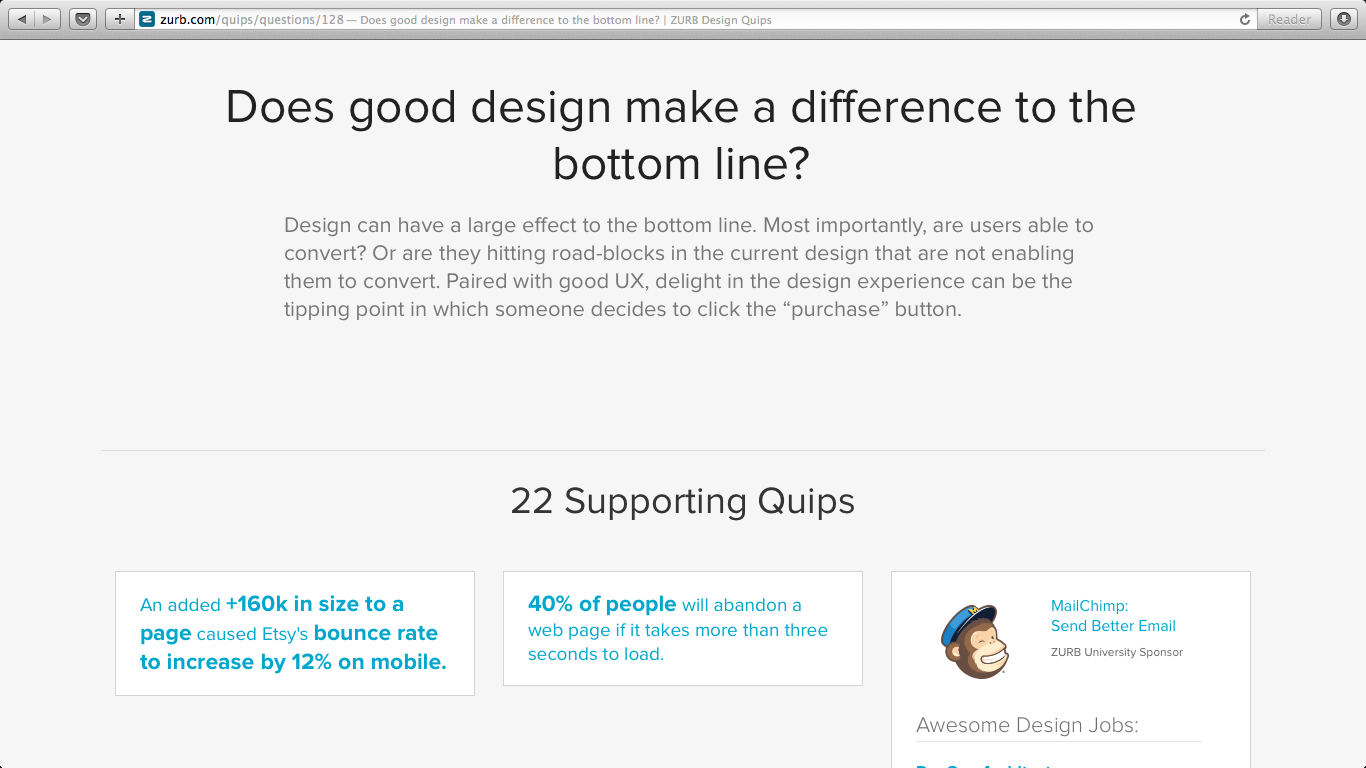 zurb.com/quips/questions/128 — Does good design make a difference to the bottom line? | ZURB Design Quips
Reader
Does good design make a difference to the
bottom line?
Design can have a large effect to the bottom line. Most importantly, are users able to
convert? Or are they hitting road-blocks in the current design that are not enabling
them to convert. Paired with good UX, delight in the design experience can be the
tipping point in which someone decides to click the “purchase” button.
22 Supporting Quips
An added +160k in size to a
page caused Etsy's bounce rate
to increase by 12% on mobile.
40% of people will abandon a
web page if it takes more than three
seconds to load.
MailChimp:
Send Better Email
ZURB University Sponsor
Awesome Design Jobs: